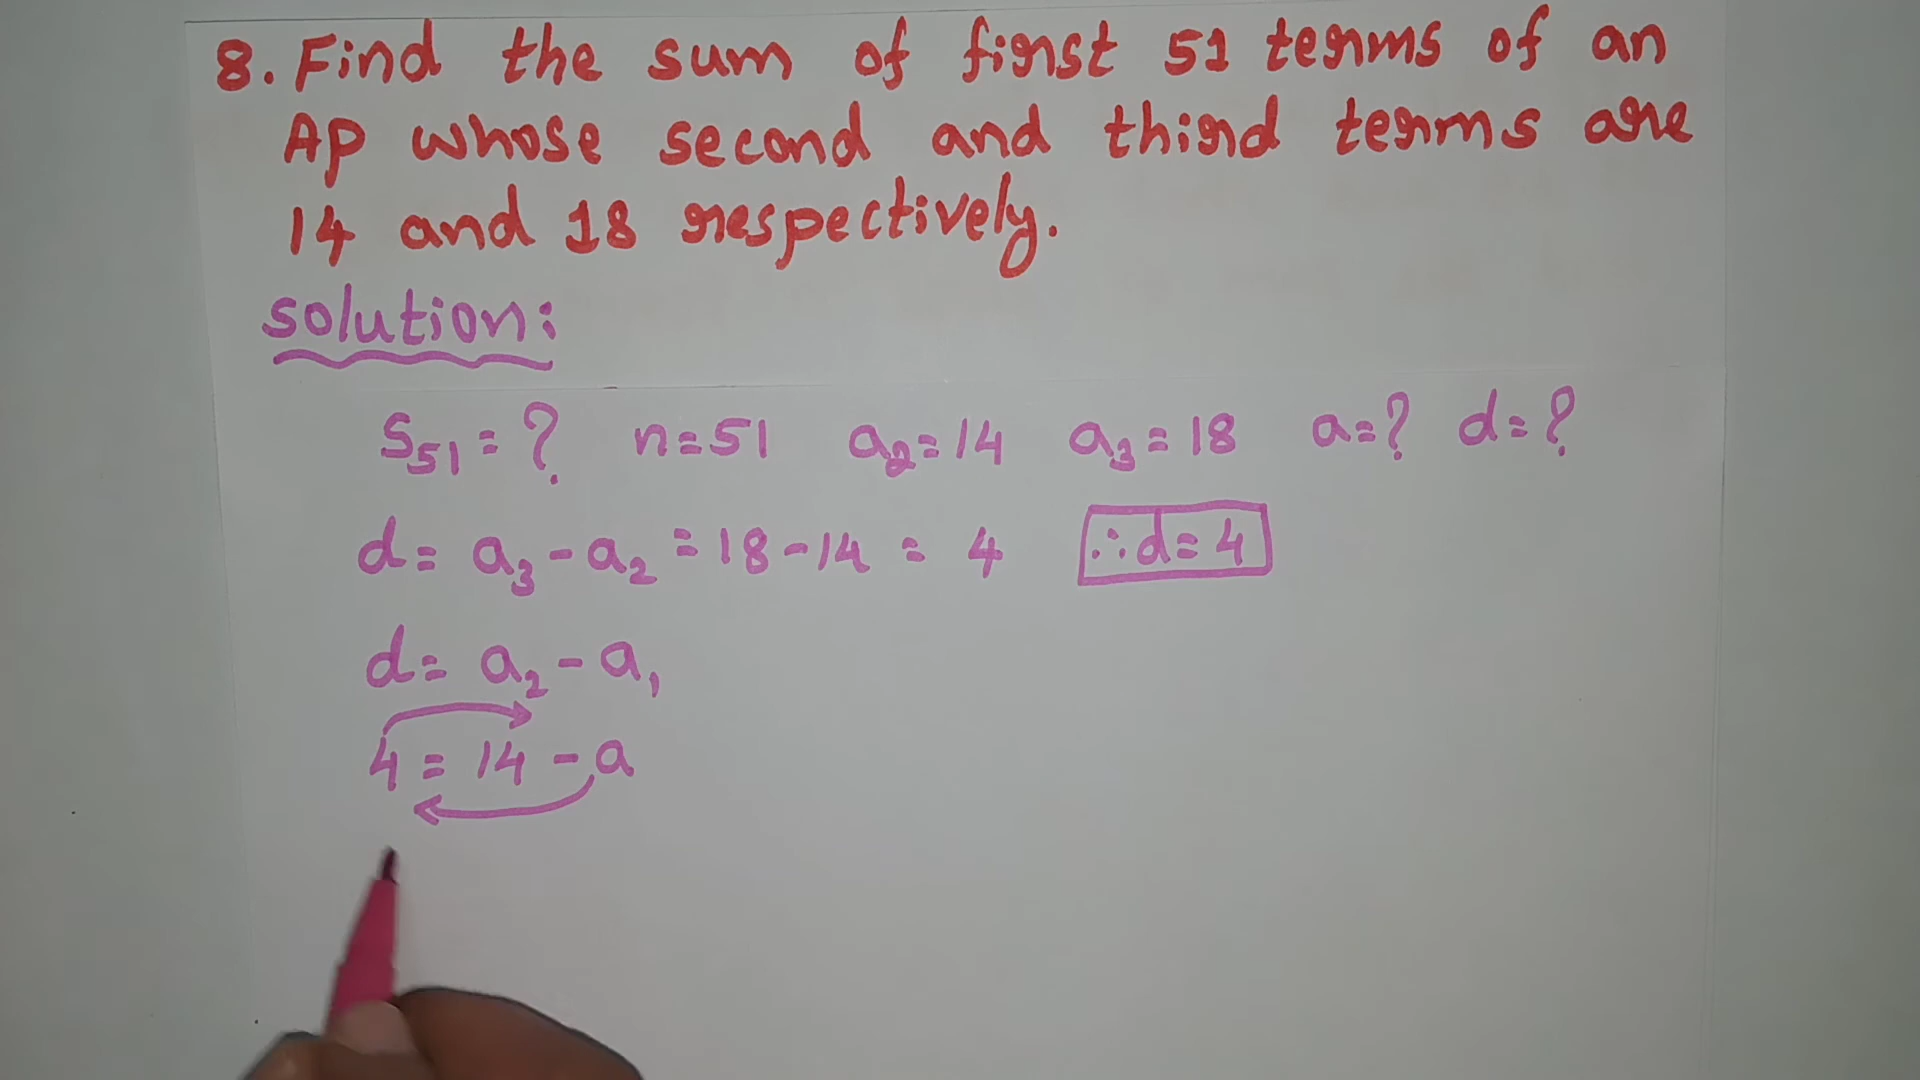 8. Find the sum of first 51 terms of an
AP whose second and third terms are
14 and 18 respectively.
solution:
S₅₁ = ? n = 51 a₂ = 14 a₃ = 18 a = ? d = ?
d = a₃ - a₂ = 18 - 14 = 4 ∴ d = 4
d = a₂ - a₁
4 = 14 - a